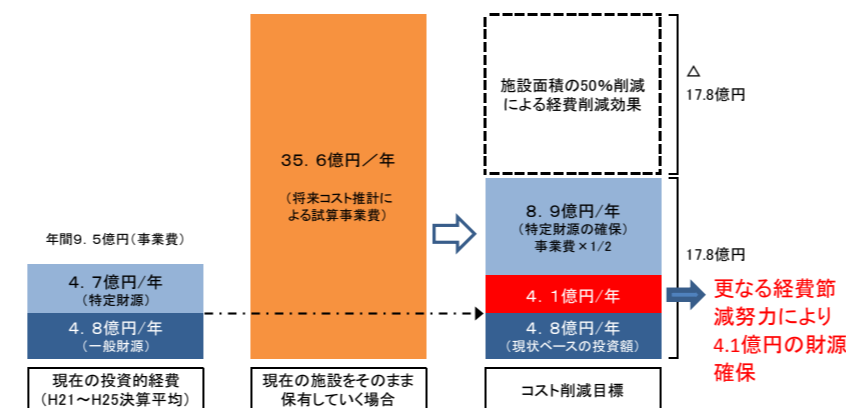 年間9．5億円（事業費）
4．7億円/年
（特定財源）
4．8億円/年
（一般財源）
現在の投資的経費
（H21～H25決算平均）
35．6億円／年
（将来コスト推計に
よる試算事業費）
現在の施設をそのまま
保有していく場合
施設面積の50％削減
による経費削減効果
△
17.8億円
8．9億円/年
（特定財源の確保）
事業費×1/2
4．1億円/年
4．8億円/年
（現状ベースの投資額）
コスト削減目標
17.8億円
更なる経費節
減努力により
4.1億円の財源
確保